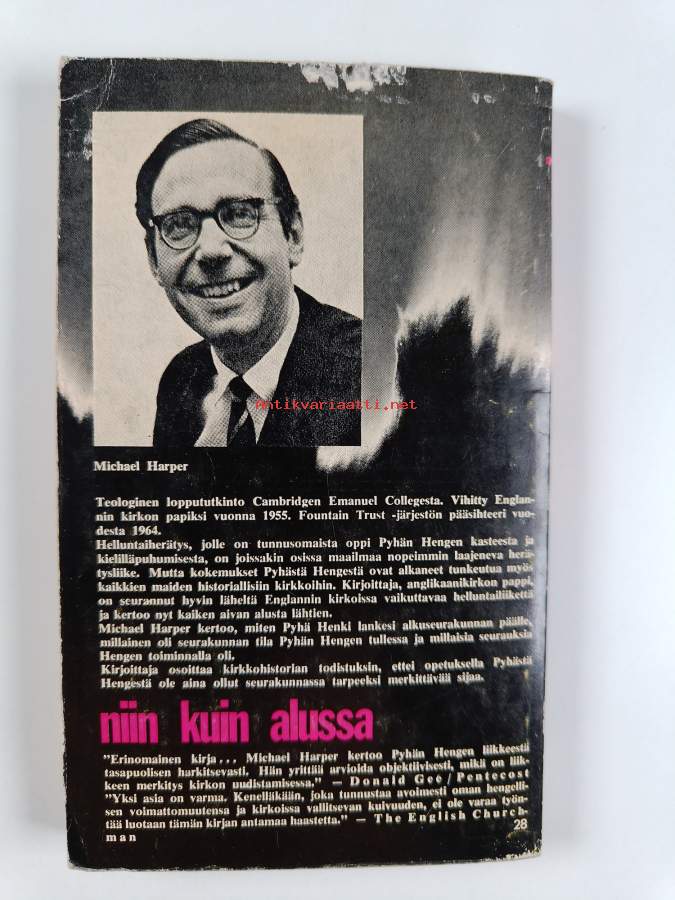 Antikvariaatti.net
Michael Harper
Teologinen loppututkinto Cambridgen Emanuel Collegesta. Vihitty Englan-
nin kirkon papiksi vuonna 1955. Fountain Trust -järjestön pääsihteeri vuo-
desta 1964.
Helluntaiherätys, jolle on tunnusomaista oppi Pyhän Hengen kasteesta ja
kielilläpuhumisesta, on joissakin osissa maailmaa nopeimmin laajeneva herä-
tysliike. Mutta kokemukset Pyhästä Hengestä ovat alkaneet tunkeutua myös
kaikkien maiden historiallisiin kirkkoihin. Kirjoittaja, anglikaanikirkon pappi,
on seurannut hyvin läheltä Englannin kirkoissa vaikuttavaa helluntailiikettä
ja kertoo nyt kaiken aivan alusta lähtien.
Michael Harper kertoo, miten Pyhä Henki lankesi alkuseurakunnan päälle,
millainen oli seurakunnan tila Pyhän Hengen tullessa ja millaisia seurauksia
Hengen toiminnalla oli.
Kirjoittaja osoittaa kirkkohistorian todistuksin, ettei opetuksella Pyhästä
Hengestä ole aina ollut seurakunnassa tarpeeksi merkittävää sijaa.
niin kuin alussa
"Erinomainen kirja... Michael Harper kertoo Pyhän Hengen liikkeestä
tasapuolisen harkitsevasti. Hän yrittää arvioida objektiivisesti, mikä on liik-
keen merkitys kirkon uudistamisessa." — Donald Gee/Pentecost
"Yksi asia on varma. Kenelläkään, joka tunnustaa avoimesti oman hengelli-
sen voimattomuutensa ja kirkoissa vallitsevan kuivuuden, ei ole varaa työn-
tää luotaan tämän kirjan antamaa haastetta." — The English Church-
man
28